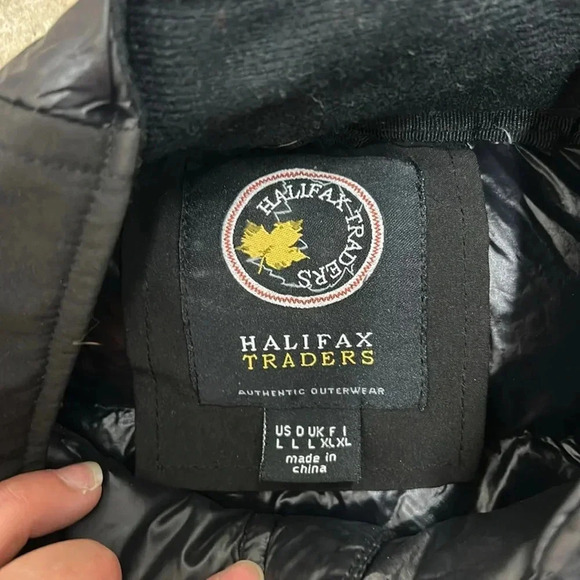 HALIFAX-TRADERS
HALIFAX
TRADERS
AUTHENTIC OUTERWEAR
US D UK F I
L L L XL XL
made in
china